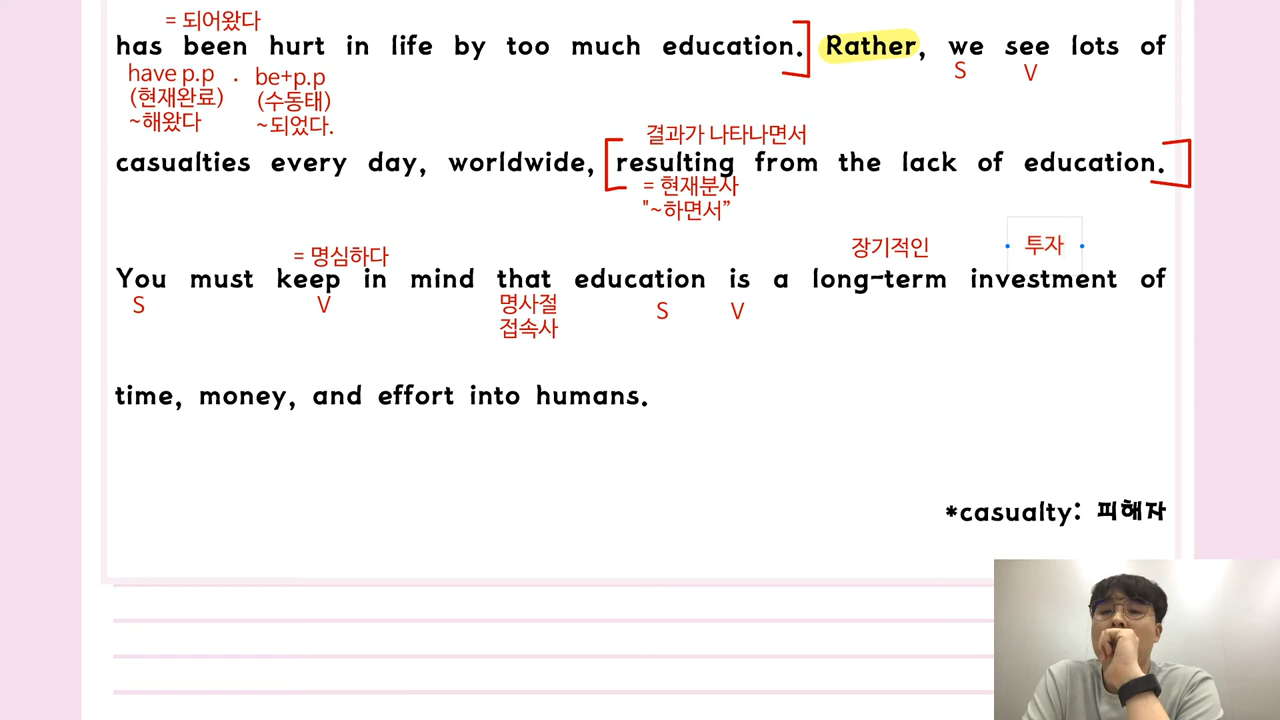 = 되어왔다
has been hurt in life by too much education. Rather, we see lots of
have p.p . be+p.p S V
(현재완료) (수동태)
~해왔다 ~되었다.
결과가 나타나면서
casualties every day, worldwide, resulting from the lack of education.
= 현재분사
"~하면서”
= 명심하다 장기적인 투자
You must keep in mind that education is a long-term investment of
S V 명사절 S V
접속사
time, money, and effort into humans.
*casualty: 피해자